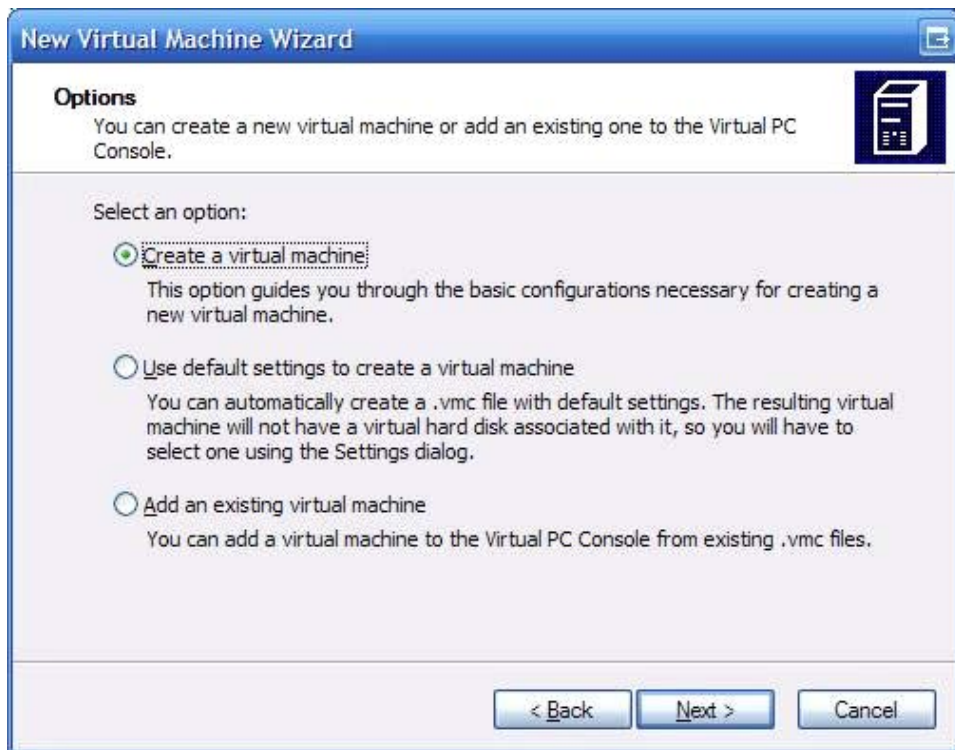 New Virtual Machine Wizard
Options
You can create a new virtual machine or add an existing one to the Virtual PC
Console.
Select an option:
Create a virtual machine
This option guides you through the basic configurations necessary for creating a
new virtual machine.
Use default settings to create a virtual machine
You can automatically create a .vmc file with default settings. The resulting virtual
machine will not have a virtual hard disk associated with it, so you will have to
select one using the Settings dialog.
Add an existing virtual machine
You can add a virtual machine to the Virtual PC Console from existing .vmc files.
< Back
Next >
Cancel